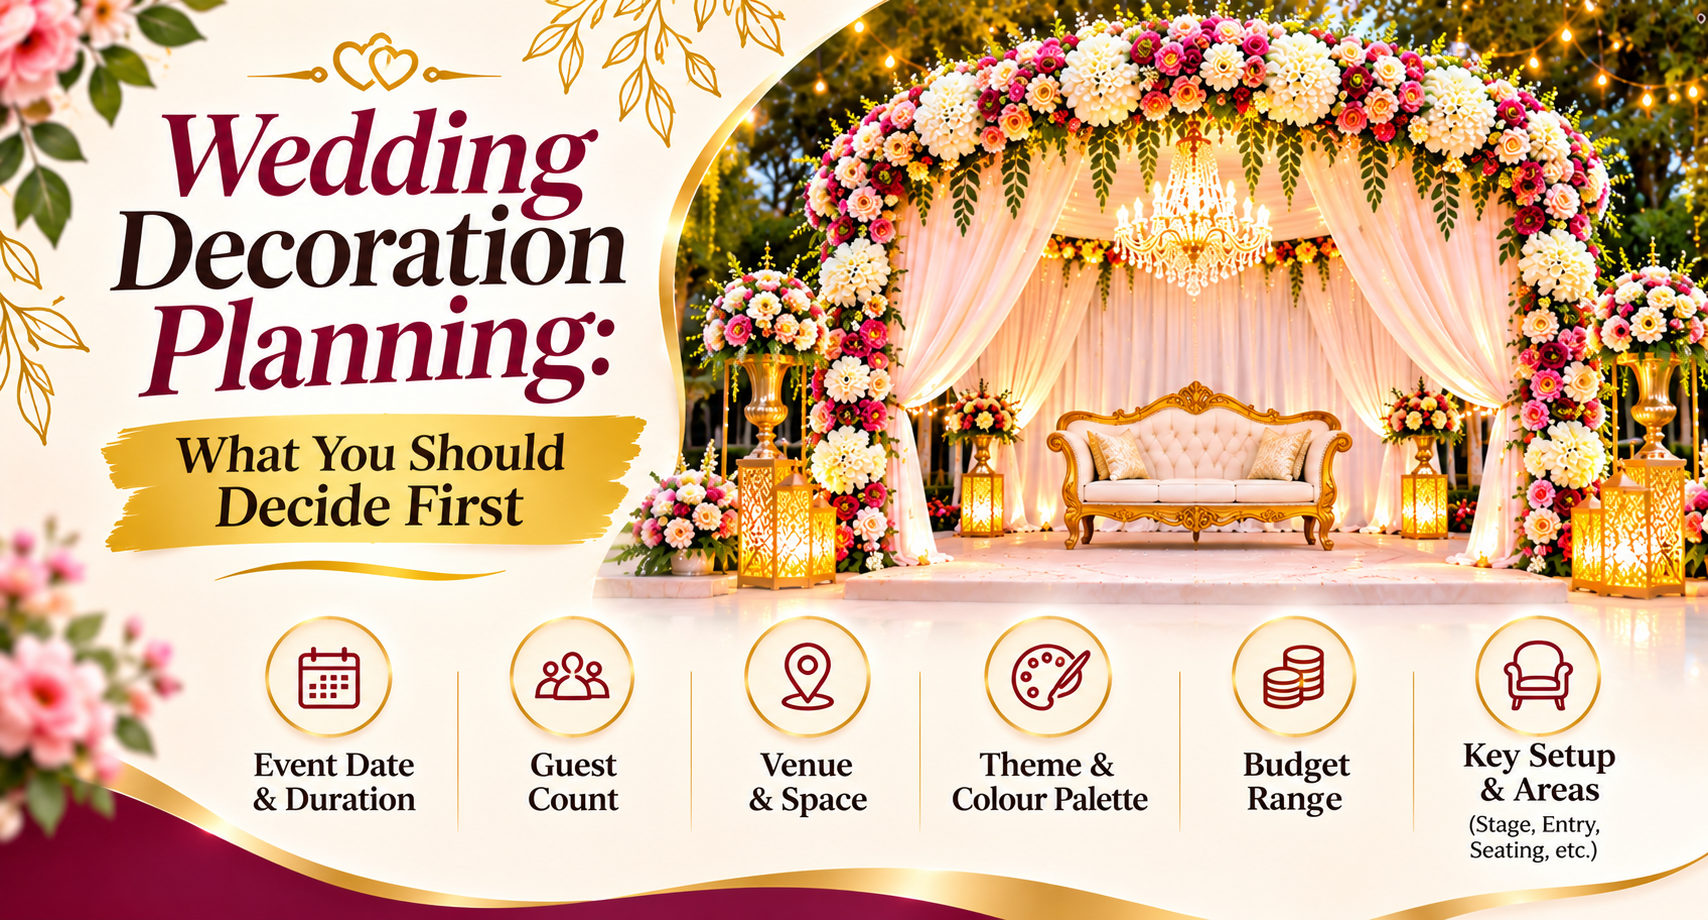 Wedding
Decoration
Planning:
What You Should
Decide First
Event Date
& Duration
Guest
Count
Venue
& Space
Theme &
Colour Palette
Budget
Range
Key Setup
& Areas
(Stage, Entry,
Seating, etc.)